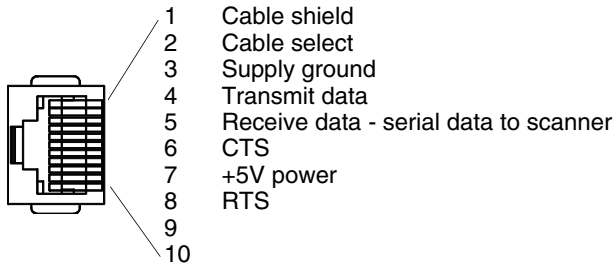 1 Cable shield
2 Cable select
3 Supply ground
4 Transmit data
5 Receive data - serial data to scanner
6 CTS
7 +5V power
8 RTS
9
10